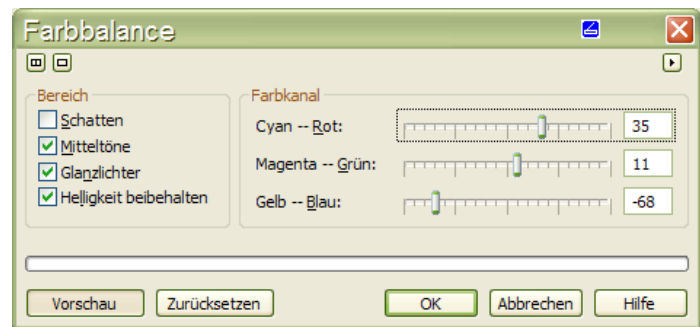 Farbbalance
Bereich
Schatten
Mitteltöne
Glanzlichter
Helligkeit beibehalten
Farbkanal
Cyan -- Rot: 35
Magenta -- Grün: 11
Gelb -- Blau: -68
Vorschau Zurücksetzen OK Abbrechen Hilfe